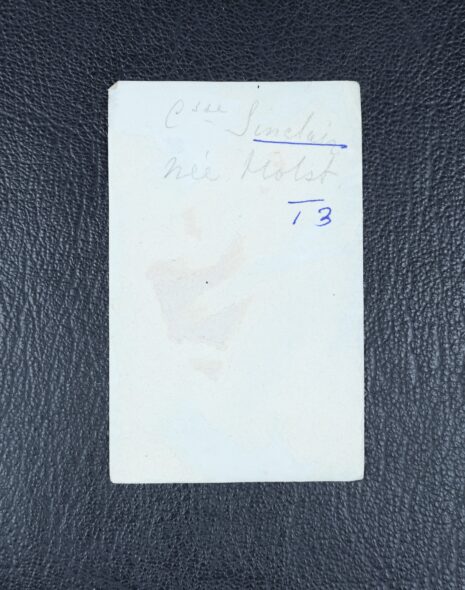 Csse Sinclair
née Holst
T3